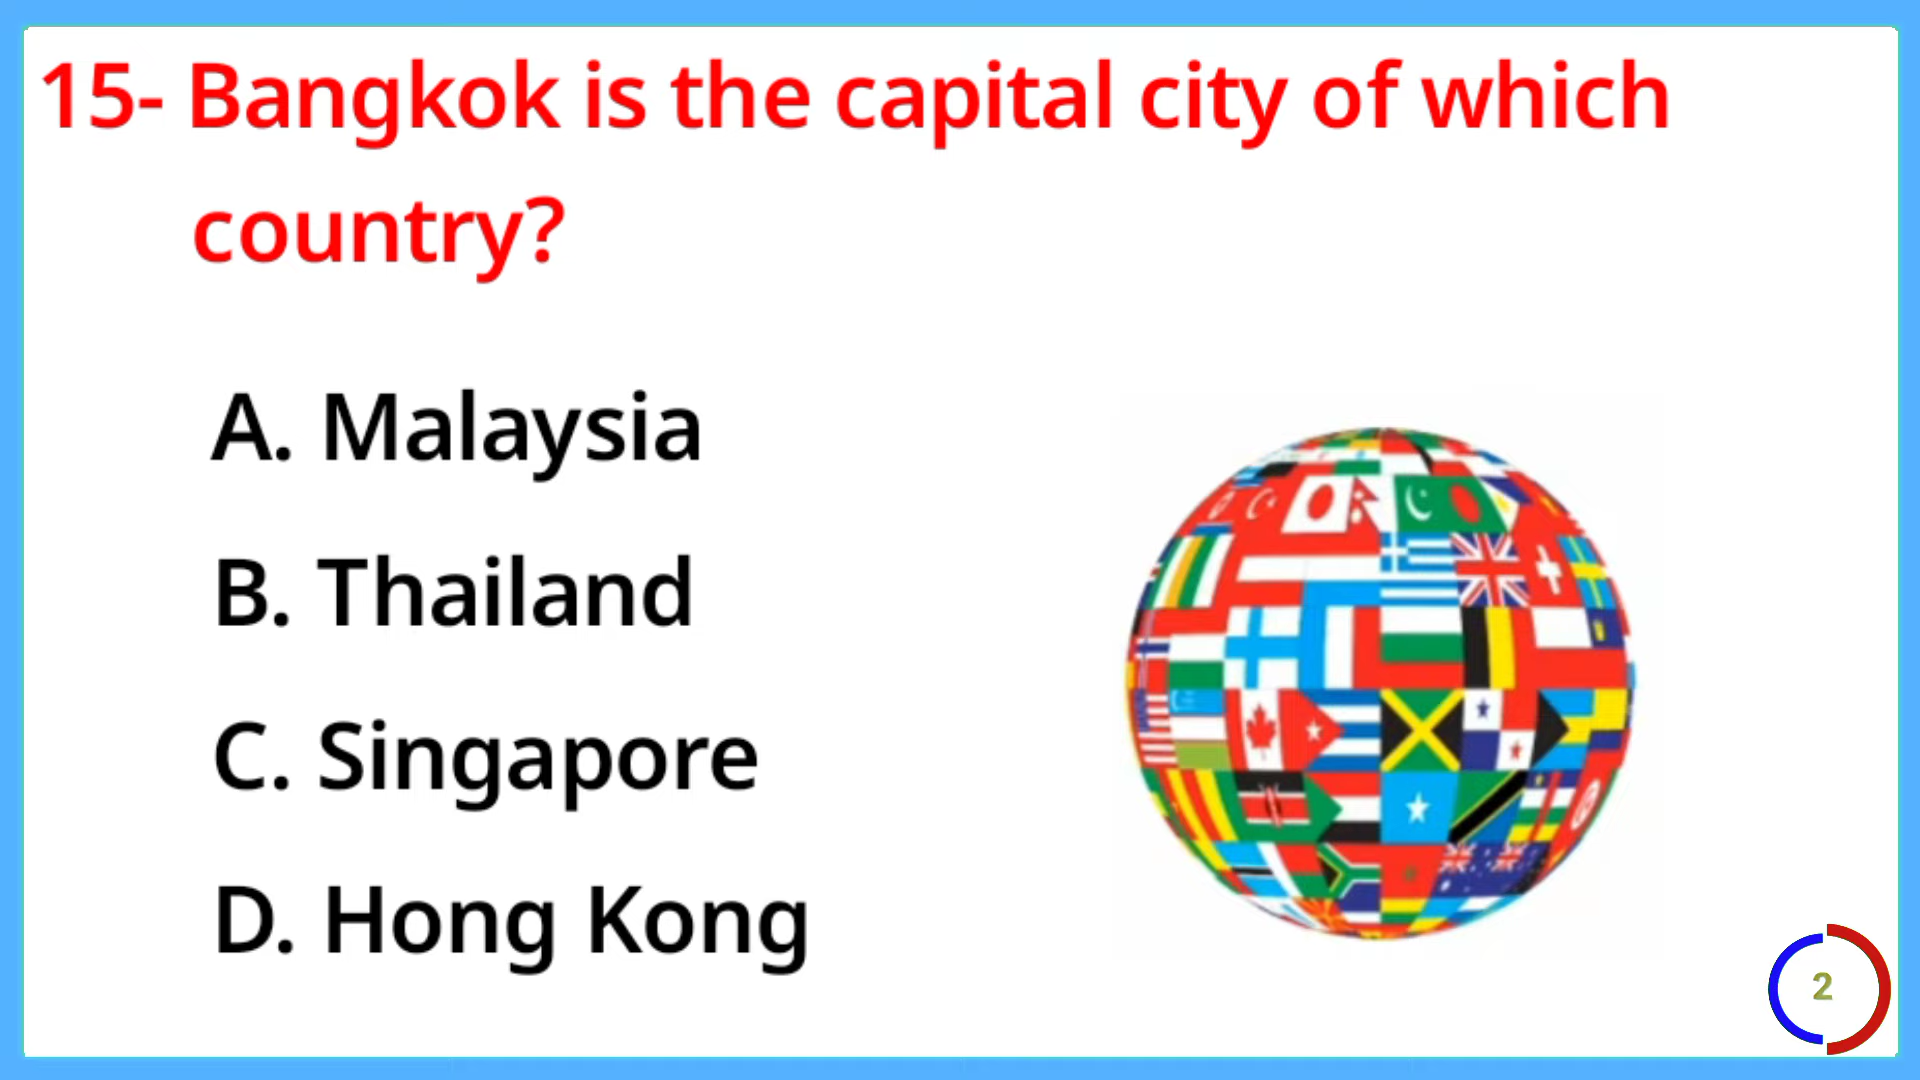 15- Bangkok is the capital city of which
country?
A. Malaysia
B. Thailand
C. Singapore
D. Hong Kong
2